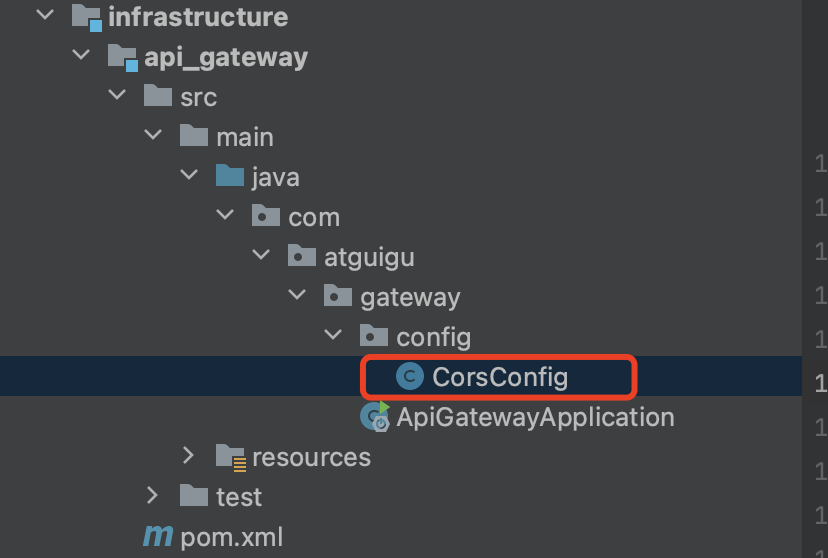 infrastructure
api_gateway
src
main
java
com
atguigu
gateway
config
CorsConfig
ApiGatewayApplication
resources
test
pom.xml